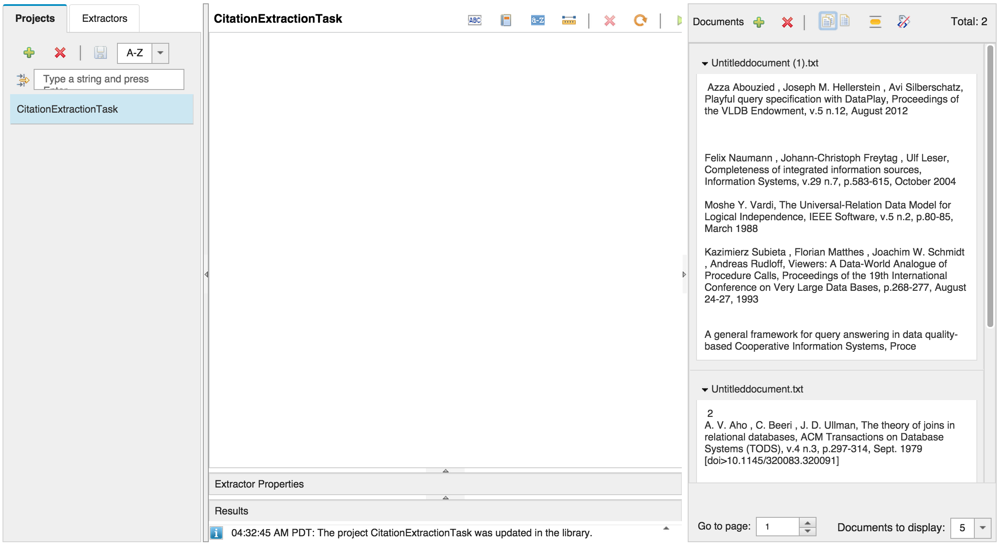 Projects
Extractors
A-Z
Type a string and press
CitationExtractionTask
CitationExtractionTask
ABC
a-z
Extractor Properties
Results
04:32:45 AM PDT: The project CitationExtractionTask was updated in the library.
Documents
Total: 2
Untitleddocument (1).txt
Azza Abouzied , Joseph M. Hellerstein , Avi Silberschatz,
Playful query specification with DataPlay, Proceedings of
the VLDB Endowment, v.5 n.12, August 2012
Felix Naumann , Johann-Christoph Freytag , Ulf Leser,
Completeness of integrated information sources,
Information Systems, v.29 n.7, p.583-615, October 2004
Moshe Y. Vardi, The Universal-Relation Data Model for
Logical Independence, IEEE Software, v.5 n.2, p.80-85,
March 1988
Kazimierz Subieta , Florian Matthes , Joachim W. Schmidt
, Andreas Rudloff, Viewers: A Data-World Analogue of
Procedure Calls, Proceedings of the 19th International
Conference on Very Large Data Bases, p.268-277, August
24-27, 1993
A general framework for query answering in data quality-
based Cooperative Information Systems, Proce
Untitleddocument.txt
2
A. V. Aho , C. Beeri , J. D. Ullman, The theory of joins in
relational databases, ACM Transactions on Database
Systems (TODS), v.4 n.3, p.297-314, Sept. 1979
[doi>10.1145/320083.320091]
Go to page:
1
Documents to display:
5